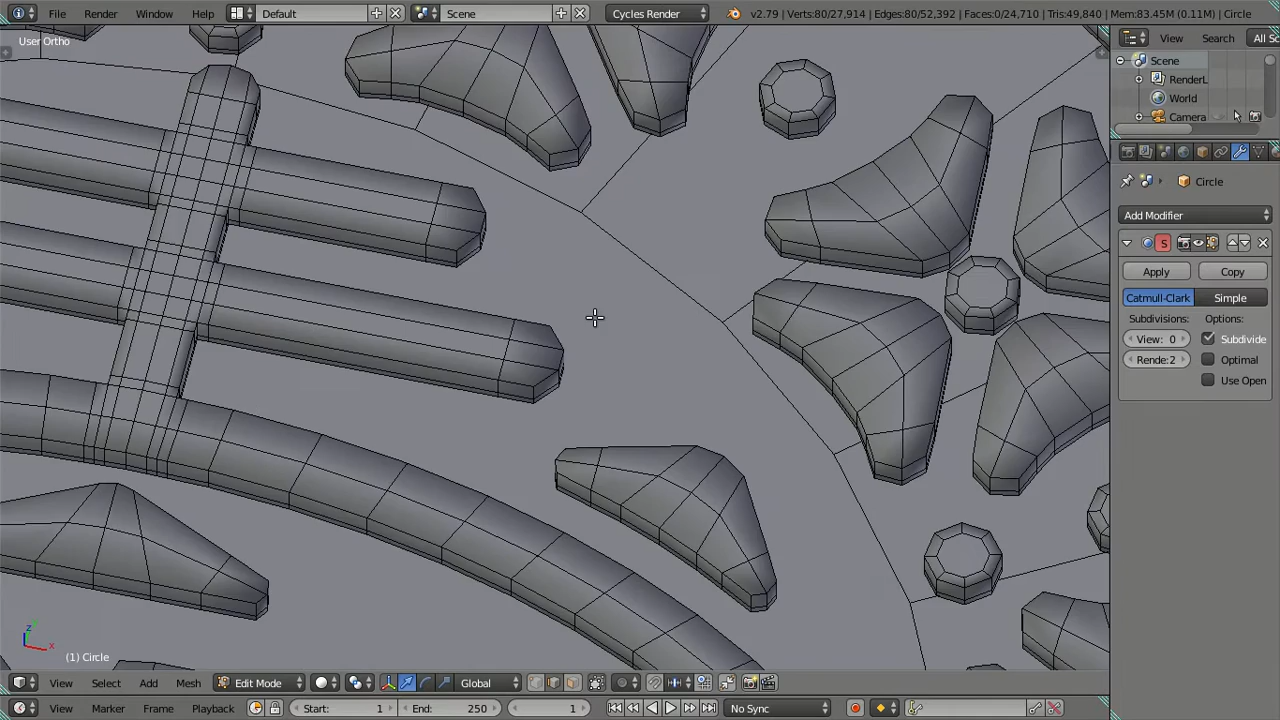 File Render Window Help Default Scene Cycles Render v2.79 | Verts:80/27,914 | Edges:80/52,392 | Faces:0/24,710 | Tris:49,840 | Mem:83.45M (0.11M) | Circle
User Ortho
View Search All Sc
Scene
RenderL
World
Camera
Circle
Add Modifier
S
Apply Copy
Catmull-Clark Simple
Subdivisions: Options:
View: 0 Subdivide
Rende:2 Optimal
Use Open
z
x
(1) Circle
View Select Add Mesh Edit Mode Global
View Marker Frame Playback Start: 1 End: 250 1 No Sync